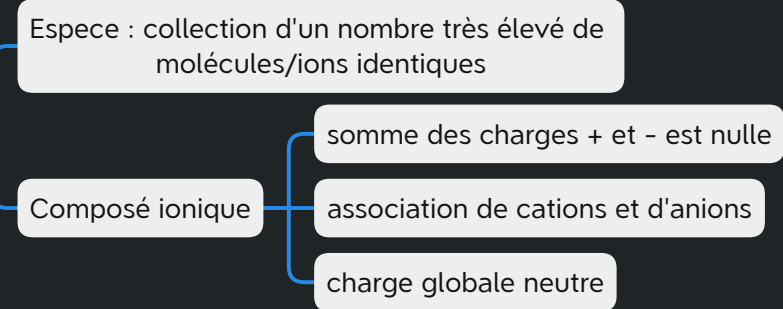 Espece : collection d'un nombre très élevé de
molécules/ions identiques
somme des charges + et - est nulle
Composé ionique
association de cations et d'anions
charge globale neutre